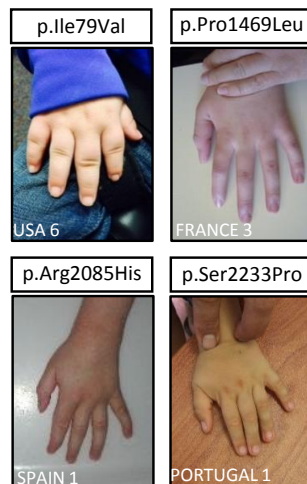 p.Ile79Val
p.Pro1469Leu
USA 6
FRANCE 3
p.Arg2085His
p.Ser2233Pro
SPAIN 1
PORTUGAL 1